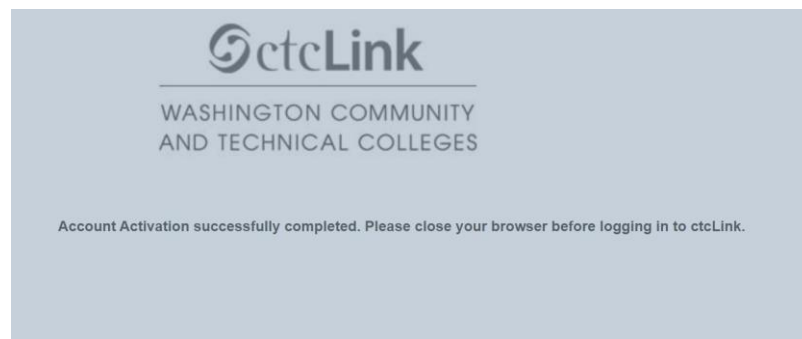 ctcLink
WASHINGTON COMMUNITY
AND TECHNICAL COLLEGES
Account Activation successfully completed. Please close your browser before logging in to ctcLink.